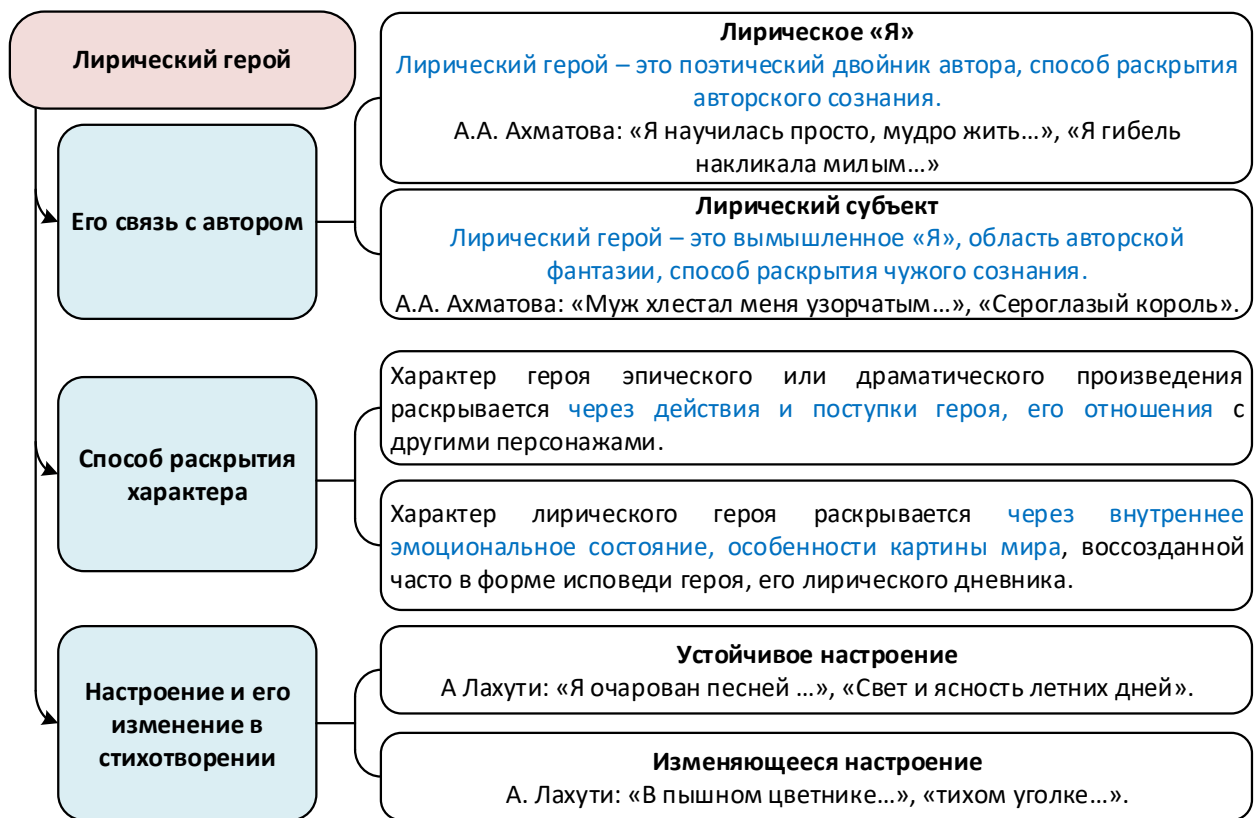 Лирический герой
Лирическое «Я»
Лирический герой – это поэтический двойник автора, способ раскрытия
авторского сознания.
А.А. Ахматова: «Я научилась просто, мудро жить…», «Я гибель
накликала милым…»
Его связь с автором
Лирический субъект
Лирический герой – это вымышленное «Я», область авторской
фантазии, способ раскрытия чужого сознания.
А.А. Ахматова: «Муж хлестал меня узорчатым…», «Сероглазый король».
Способ раскрытия
характера
Характер героя эпического или драматического произведения
раскрывается через действия и поступки героя, его отношения с
другими персонажами.
Характер лирического героя раскрывается через внутреннее
эмоциональное состояние, особенности картины мира, воссозданной
часто в форме исповеди героя, его лирического дневника.
Настроение и его
изменение в
стихотворении
Устойчивое настроение
А Лахути: «Я очарован песней …», «Свет и ясность летних дней».
Изменяющееся настроение
А. Лахути: «В пышном цветнике…», «тихом уголке…».